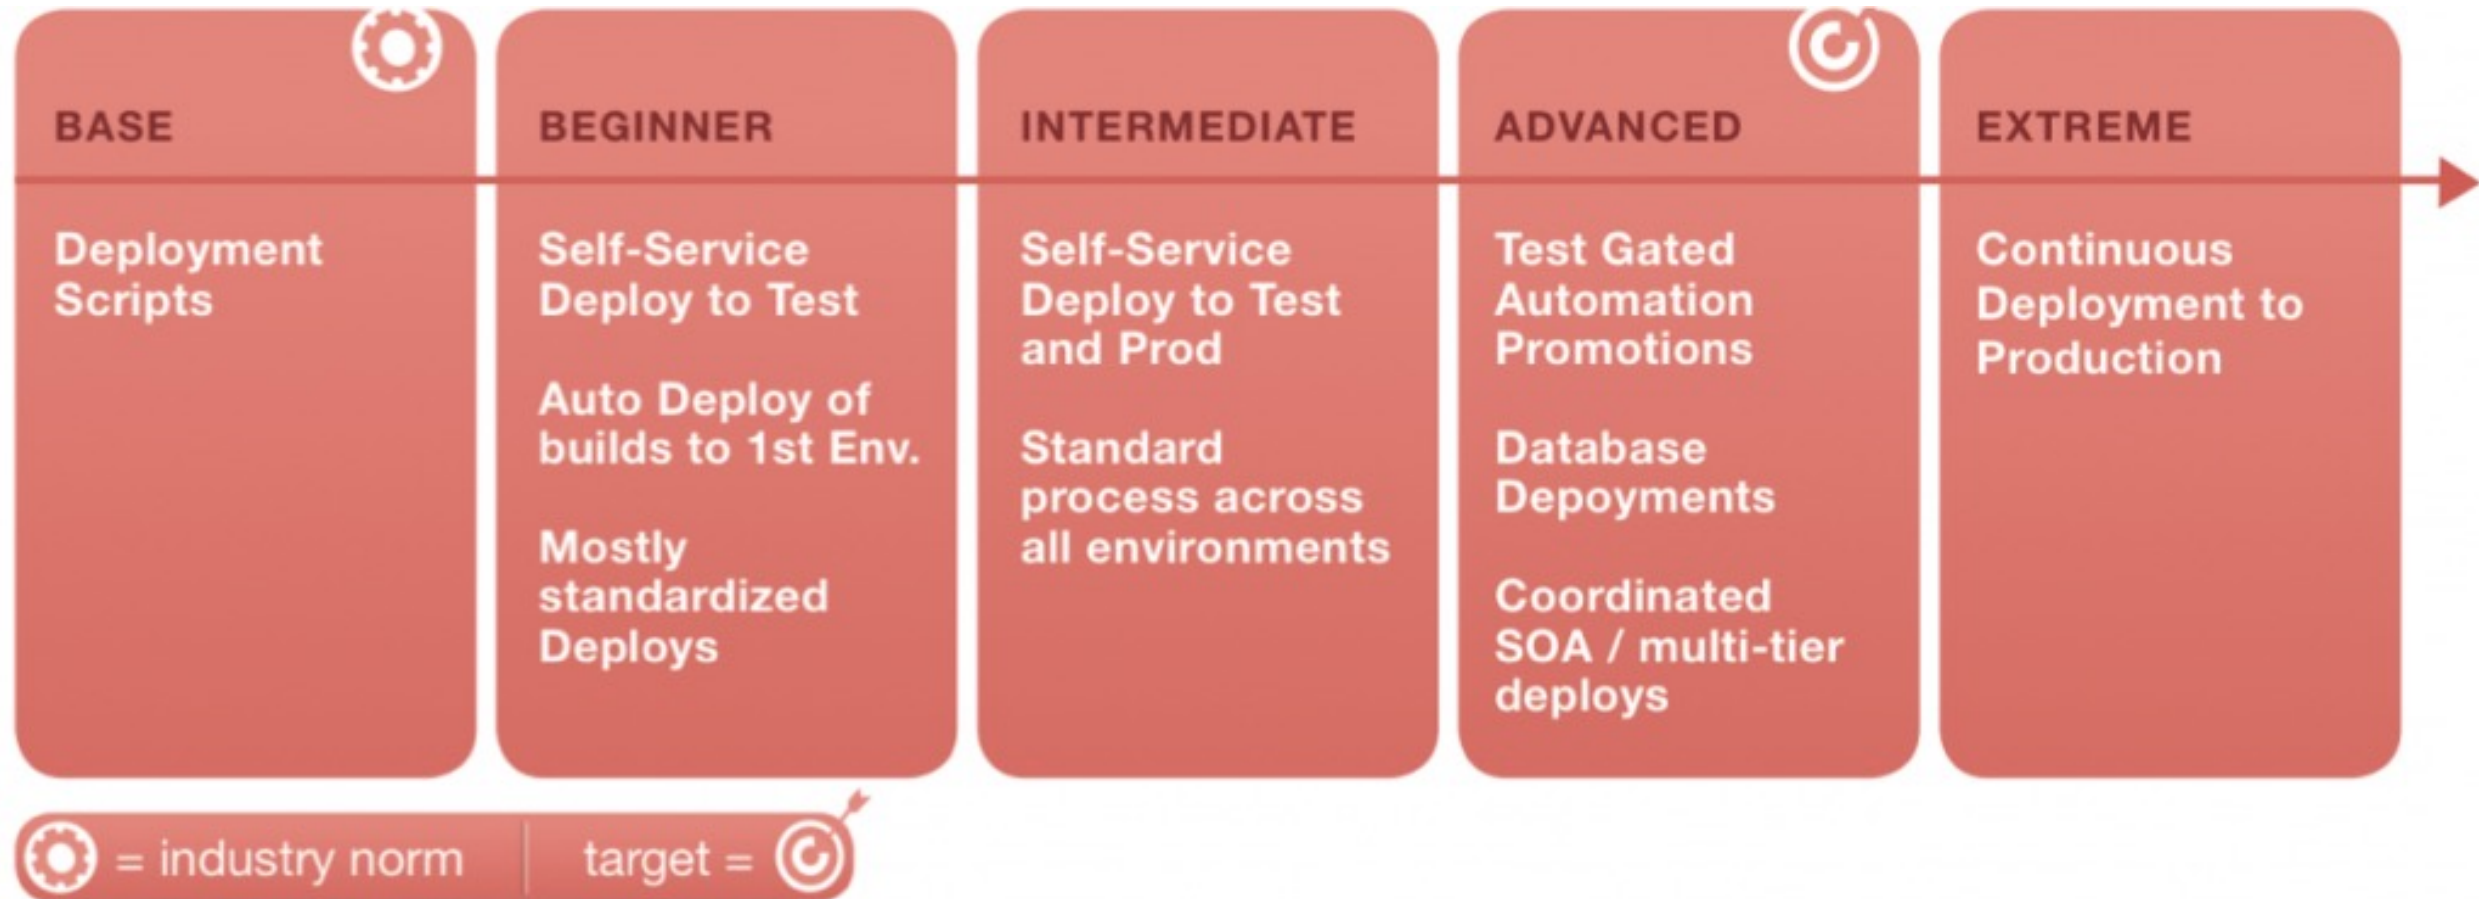 BASE
Deployment
Scripts
BEGINNER
Self-Service
Deploy to Test
Auto Deploy of
builds to 1st Env.
Mostly
standardized
Deploys
INTERMEDIATE
Self-Service
Deploy to Test
and Prod
Standard
process across
all environments
ADVANCED
Test Gated
Automation
Promotions
Database
Depoyments
Coordinated
SOA / multi-tier
deploys
EXTREME
Continuous
Deployment to
Production
= industry norm
target =